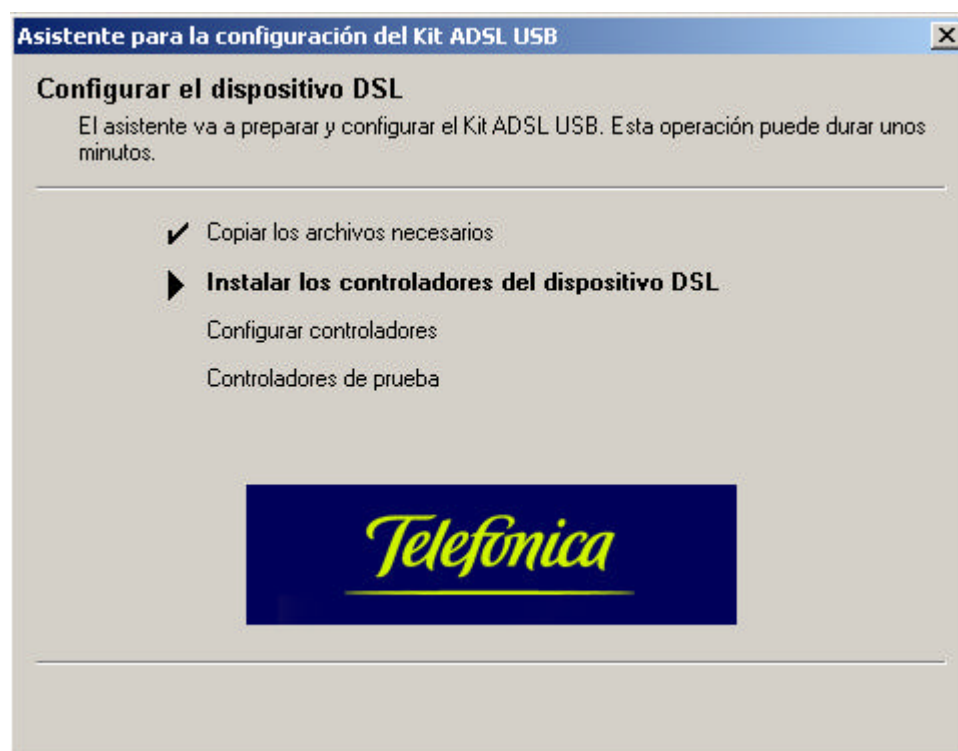 Asistente para la configuración del Kit ADSL USB
Configurar el dispositivo DSL
El asistente va a preparar y configurar el Kit ADSL USB. Esta operación puede durar unos
minutos.
Copiar los archivos necesarios
Instalar los controladores del dispositivo DSL
Configurar controladores
Controladores de prueba
Telefónica